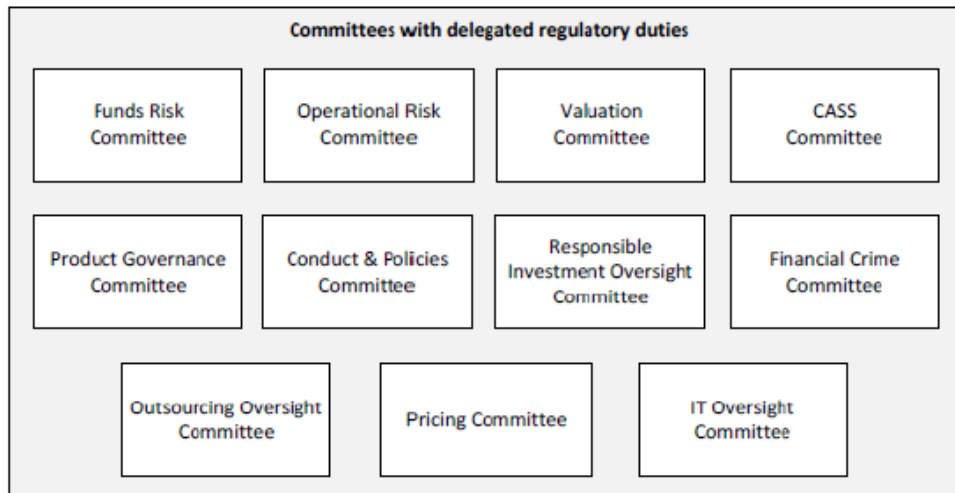 Committees with delegated regulatory duties
Funds Risk
Committee
Operational Risk
Committee
Valuation
Committee
CASS
Committee
Product Governance
Committee
Conduct & Policies
Committee
Responsible
Investment Oversight
Committee
Financial Crime
Committee
Outsourcing Oversight
Committee
Pricing Committee
IT Oversight
Committee